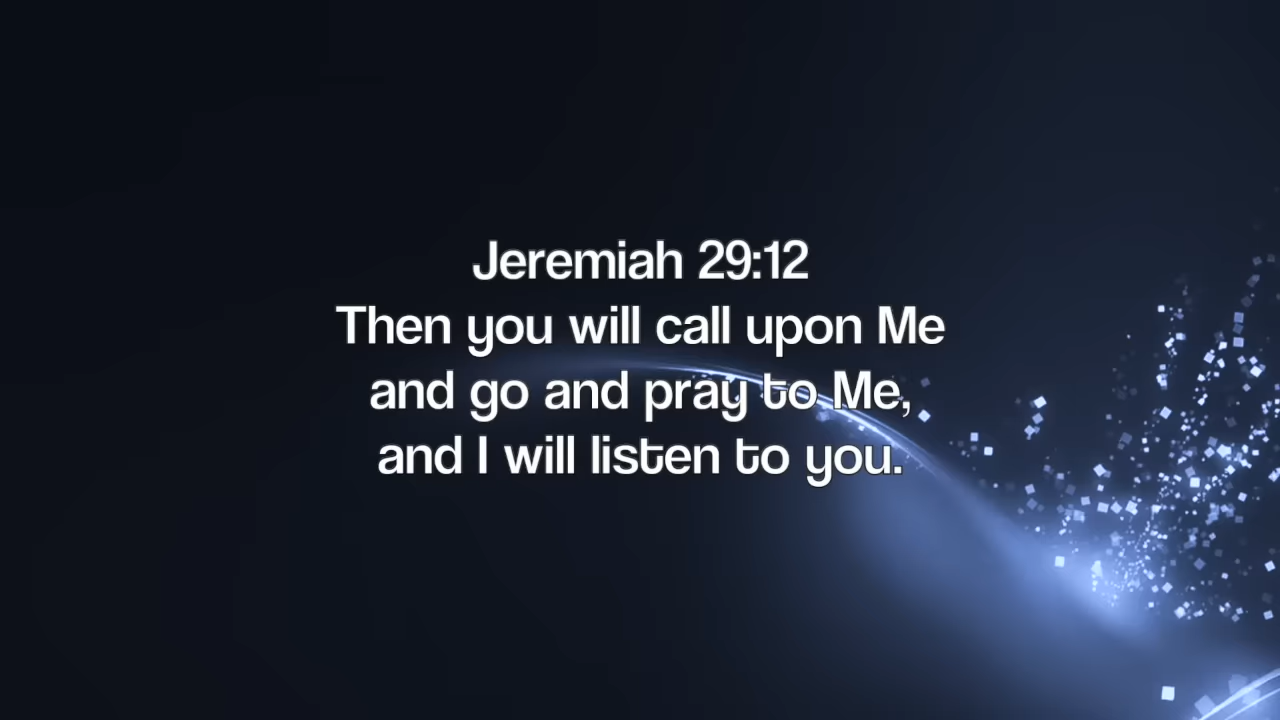 Jeremiah 29:12
Then you will call upon Me
and go and pray to Me,
and I will listen to you.